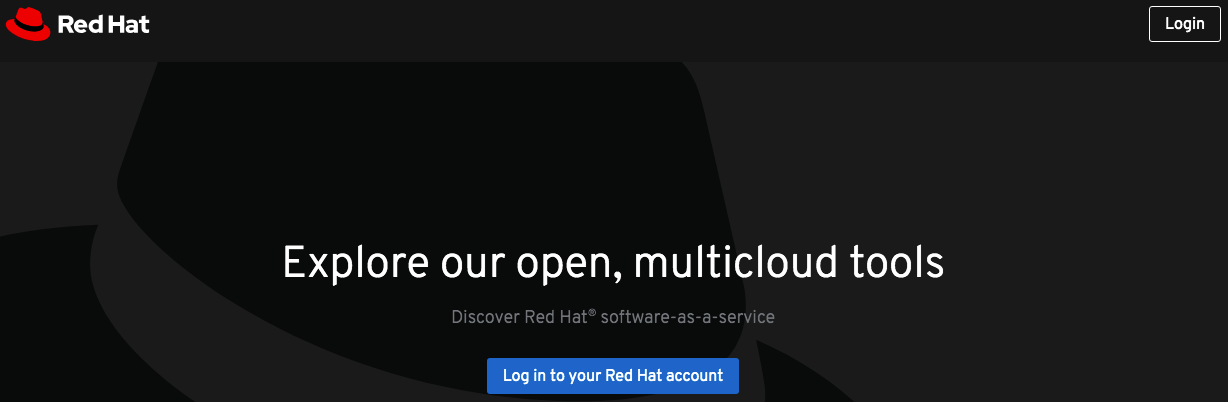 Red Hat
Login
Explore our open, multicloud tools
Discover Red Hat® software-as-a-service
Log in to your Red Hat account